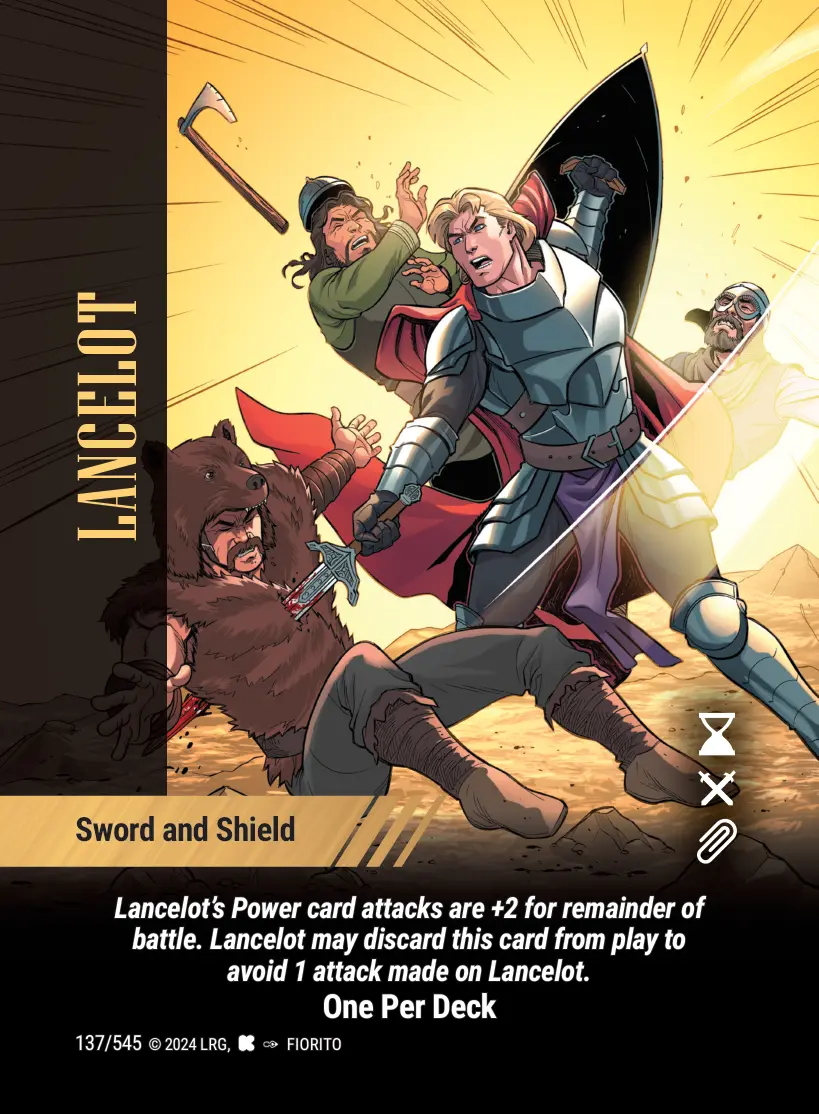 LANCELOT
Sword and Shield
Lancelot's Power card attacks are +2 for remainder of
battle. Lancelot may discard this card from play to
avoid 1 attack made on Lancelot.
One Per Deck
137/545 © 2024 LRG, FIORITO